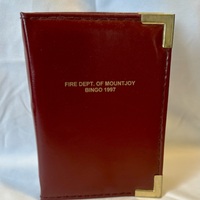 FIRE DEPT. OF MOUNTJOY
BINGO 1997